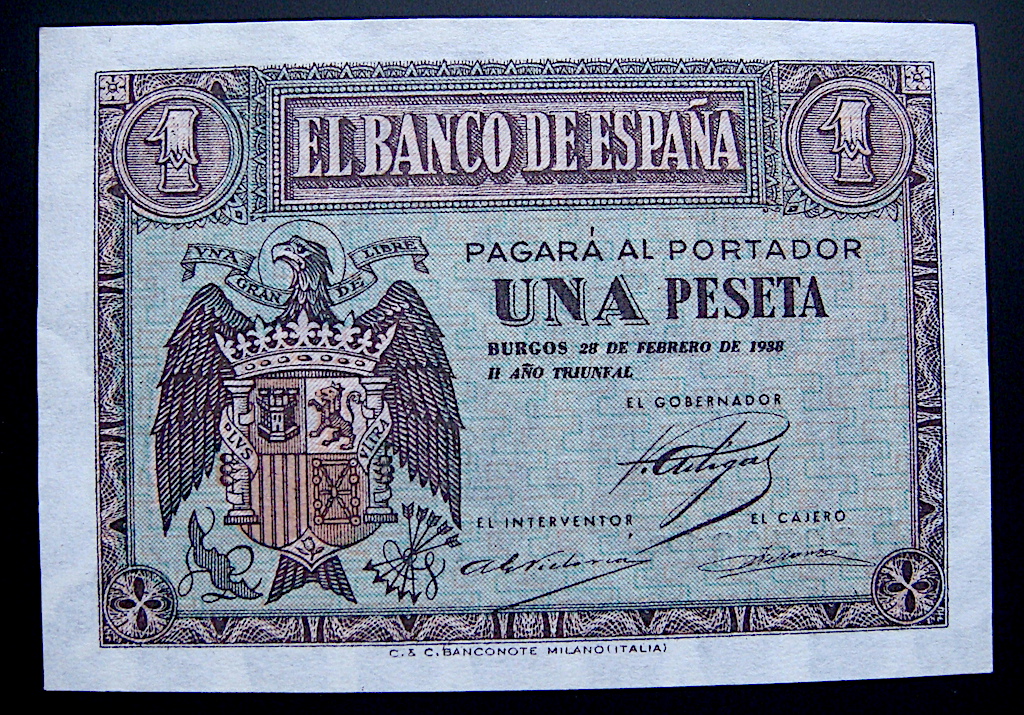 1 EL BANCO DE ESPAÑA 1
VNA GRANDE LIBRE
PAGARÁ AL PORTADOR
UNA PESETA
BURGOS 28 DE FEBRERO DE 1938
II AÑO TRIUNFAL
EL GOBERNADOR
PLVS VLTRA
EL INTERVENTOR EL CAJERO
C. & C. BANCONOTE MILANO (ITALIA)